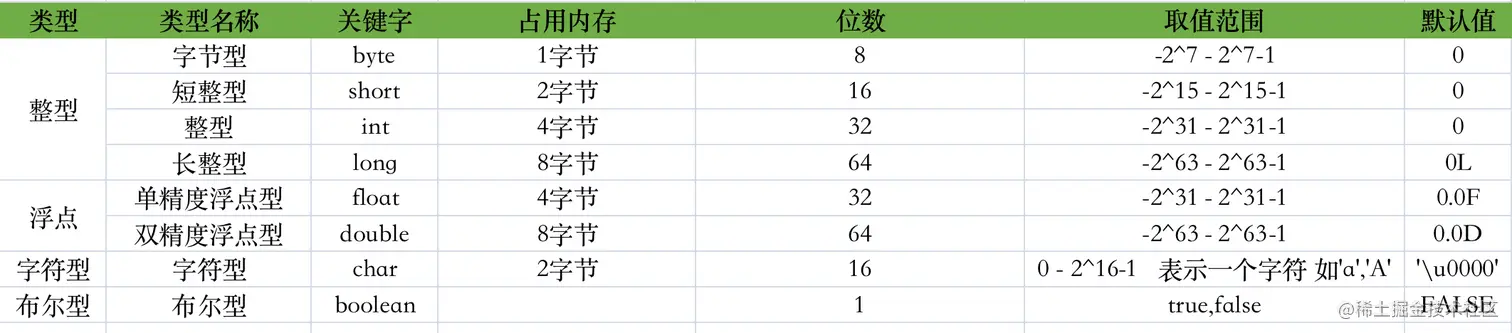 类型 类型名称 关键字 占用内存 位数 取值范围 默认值
整型 字节型 byte 1字节 8 -2^7 - 2^7-1 0
短整型 short 2字节 16 -2^15 - 2^15-1 0
整型 int 4字节 32 -2^31 - 2^31-1 0
长整型 long 8字节 64 -2^63 - 2^63-1 0L
浮点 单精度浮点型 float 4字节 32 -2^31 - 2^31-1 0.0F
双精度浮点型 double 8字节 64 -2^63 - 2^63-1 0.0D
字符型 字符型 char 2字节 16 0 - 2^16-1 表示一个字符 如'a','A' '\u0000'
布尔型 布尔型 boolean 1 true,false FALSE
@稀土掘金技术社区